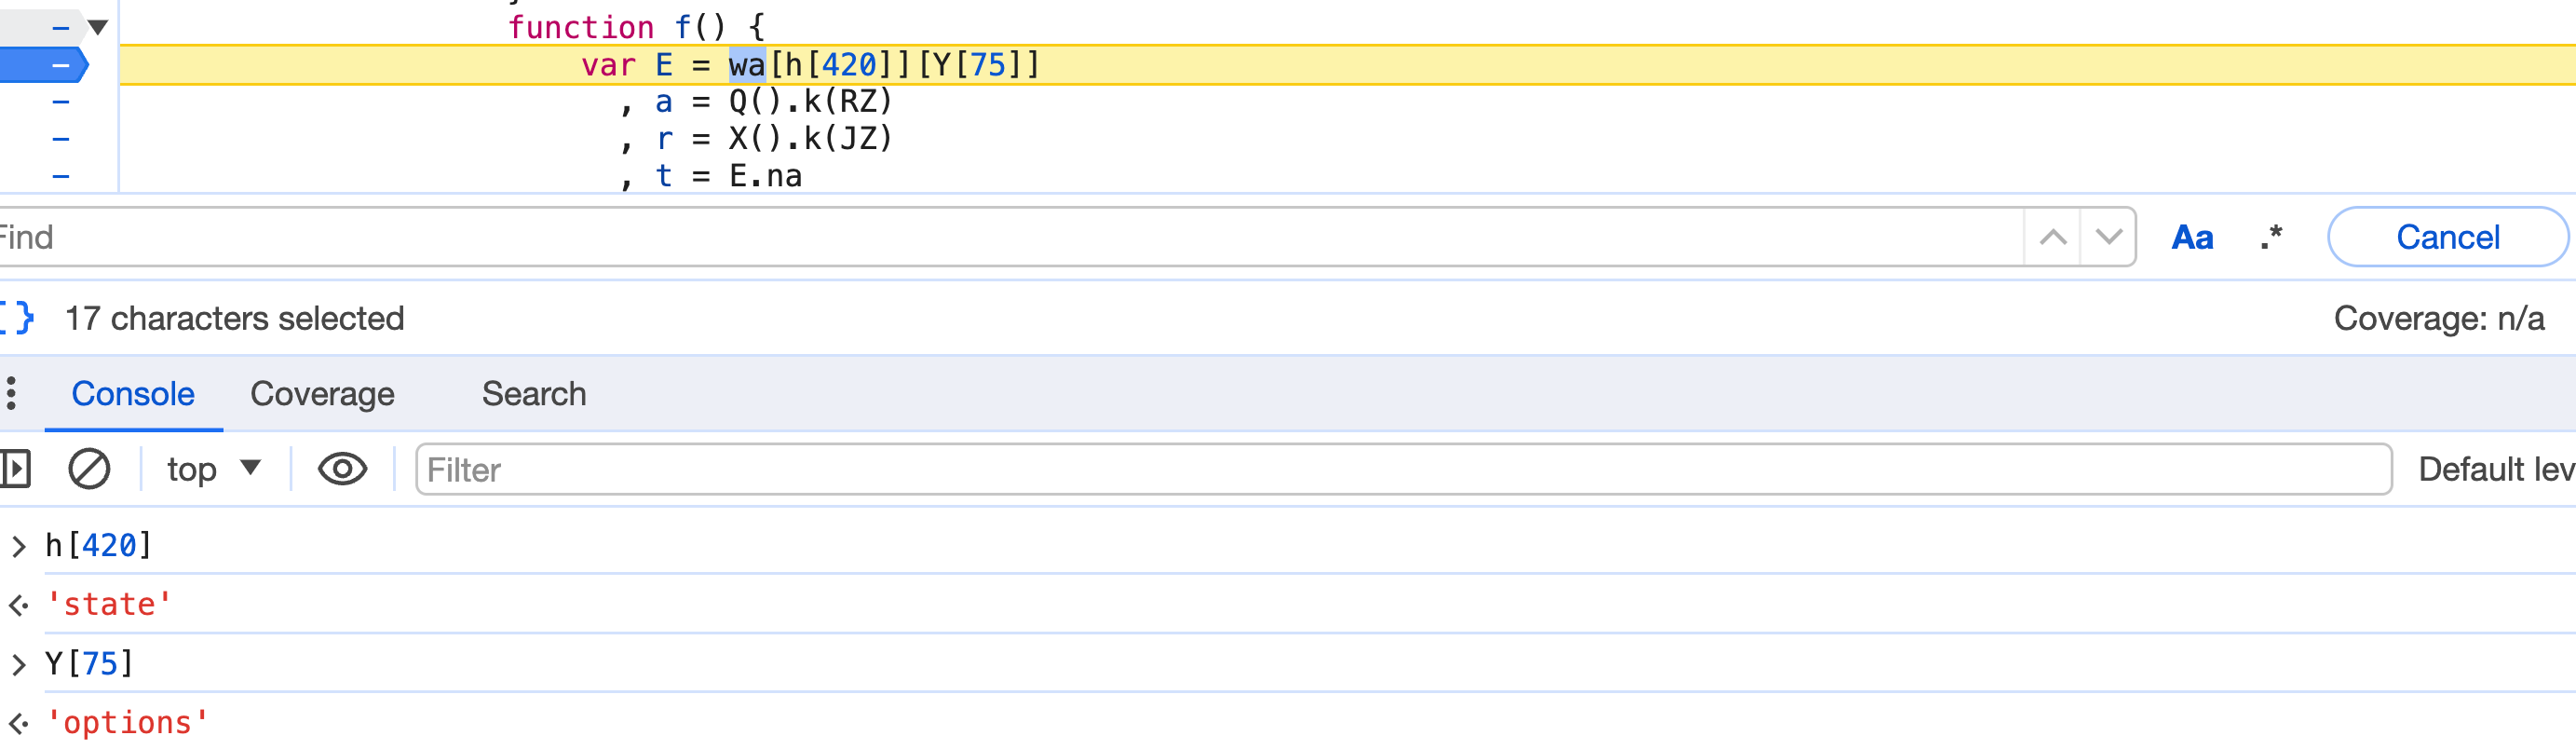 function f() {
var E = wa[h[420]][Y[75]]
, a = Q().k(RZ)
, r = X().k(JZ)
, t = E.na
Find
Aa .* Cancel
{} 17 characters selected Coverage: n/a
Console Coverage Search
top Filter Default lev
> h[420]
'state'
> Y[75]
'options'